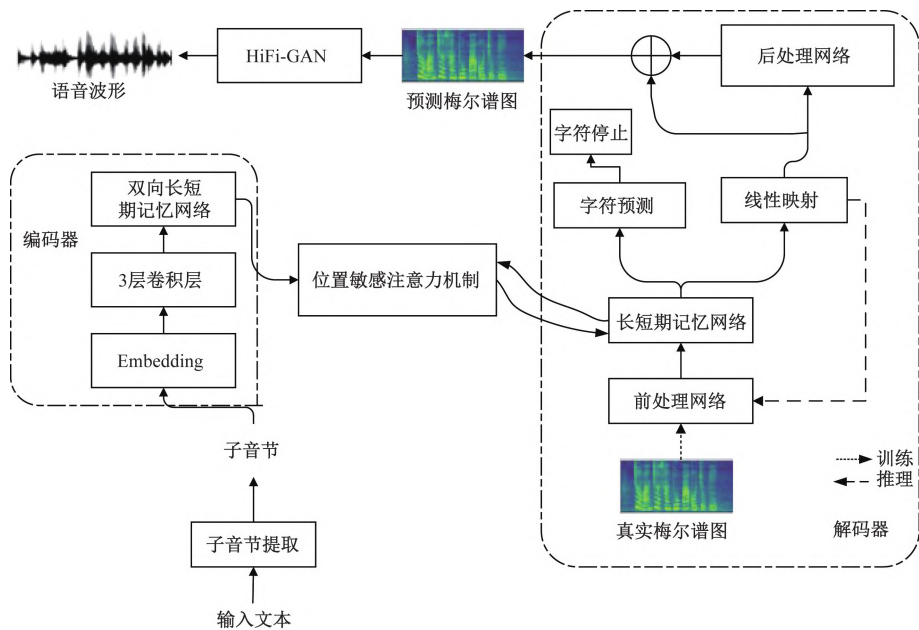 语音波形
HiFi-GAN
预测梅尔谱图
后处理网络
字符停止
字符预测
线性映射
编码器
双向长短
期记忆网络
3层卷积层
Embedding
位置敏感注意力机制
长短期记忆网络
前处理网络
真实梅尔谱图
训练
推理
解码器
子音节
子音节提取
输入文本